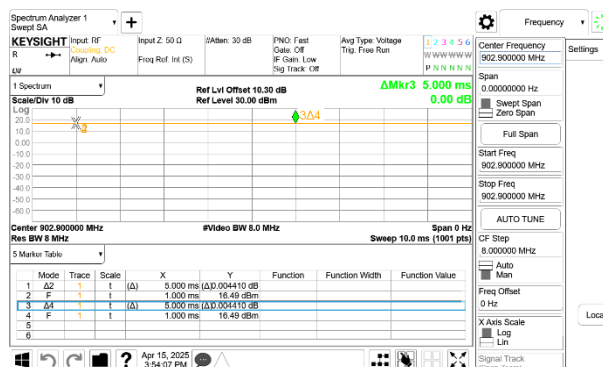 Spectrum Analyzer 1
Swept SA
+
Frequency
KEYSIGHT Input: RF Input Z: 50 Ω #Atten: 30 dB PNO: Fast Avg Type: Voltage 1 2 3 4 5 6
R Coupling: DC Gate: Off Trig: Free Run W W W W W W
Align: Auto Freq Ref: Int (S) IF Gain: Low P N N N N N
Sig Track: Off
1 Spectrum
Ref Lvl Offset 10.30 dB ΔMkr3 5.000 ms
Scale/Div 10 dB Ref Level 30.00 dBm 0.00 dB
Log
20.0
10.0
0.00
-10.0
-20.0
-30.0
-40.0
-50.0
-60.0
2
3Δ4
Center 902.900000 MHz #Video BW 8.0 MHz Span 0 Hz
Res BW 8 MHz Sweep 10.0 ms (1001 pts)
5 Marker Table
Mode Trace Scale X Y Function Function Width Function Value
1 Δ2 1 t (Δ) 5.000 ms (Δ) 0.004410 dB
2 F 1 t 1.000 ms 16.49 dBm
3 Δ4 1 t (Δ) 5.000 ms (Δ) 0.004410 dB
4 F 1 t 1.000 ms 16.49 dBm
5
6
?
Apr 15, 2025
3:54:07 PM
Center Frequency
902.900000 MHz
Settings
Span
0.00000000 Hz
Swept Span
Zero Span
Full Span
Start Freq
902.900000 MHz
Stop Freq
902.900000 MHz
AUTO TUNE
CF Step
8.000000 MHz
Auto
Man
Freq Offset
0 Hz
X Axis Scale
Log
Lin
Signal Track
Loca